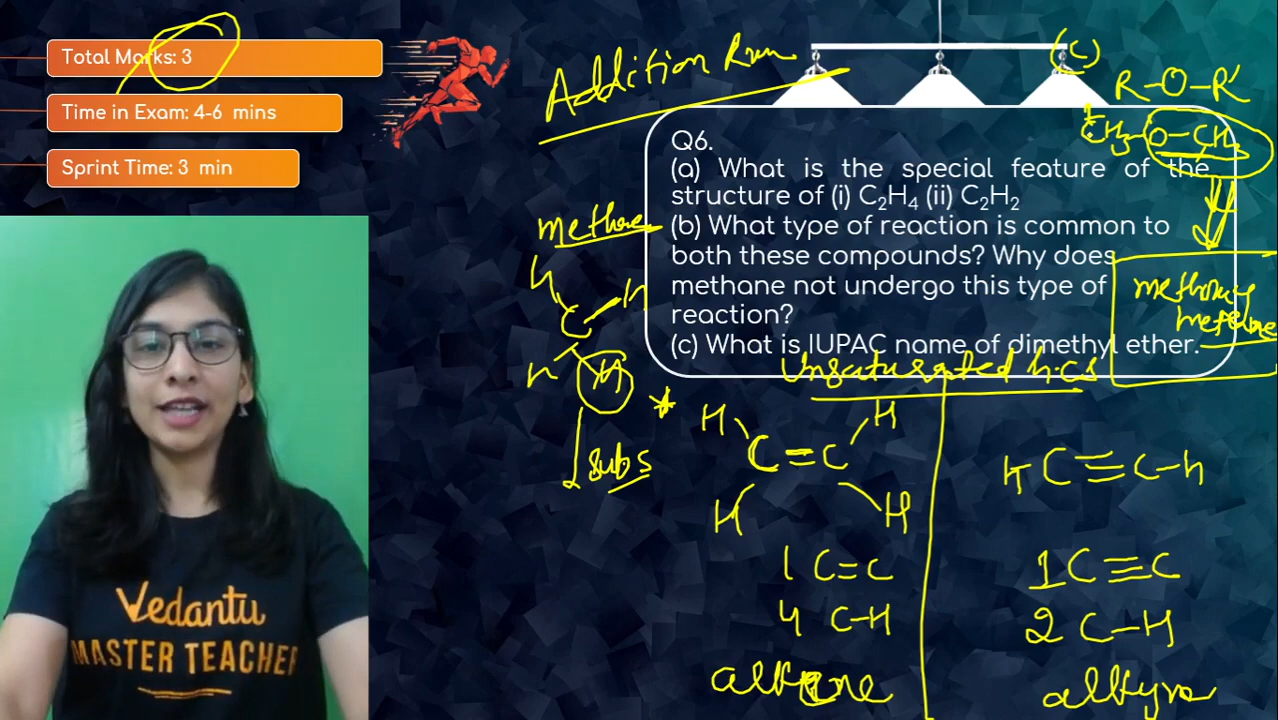 Total Marks: 3
Time in Exam: 4-6 mins
Sprint Time: 3 min
Addition Rxn
(c)
R-O-R'
CH3-O-CH3
Q6.
(a) What is the special feature of the
structure of (i) C2H4 (ii) C2H2
(b) What type of reaction is common to
both these compounds? Why does
methane not undergo this type of
reaction?
(c) What is IUPAC name of dimethyl ether.
methoxy
methane
methane
H
H
C
H
H
Subs
Unsaturated h.cs
H H
C=C
H H
H C≡C-H
1 C=C
4 C-H
alkene
1 C≡C
2 C-H
alkyne
Vedantu
MASTER TEACHER